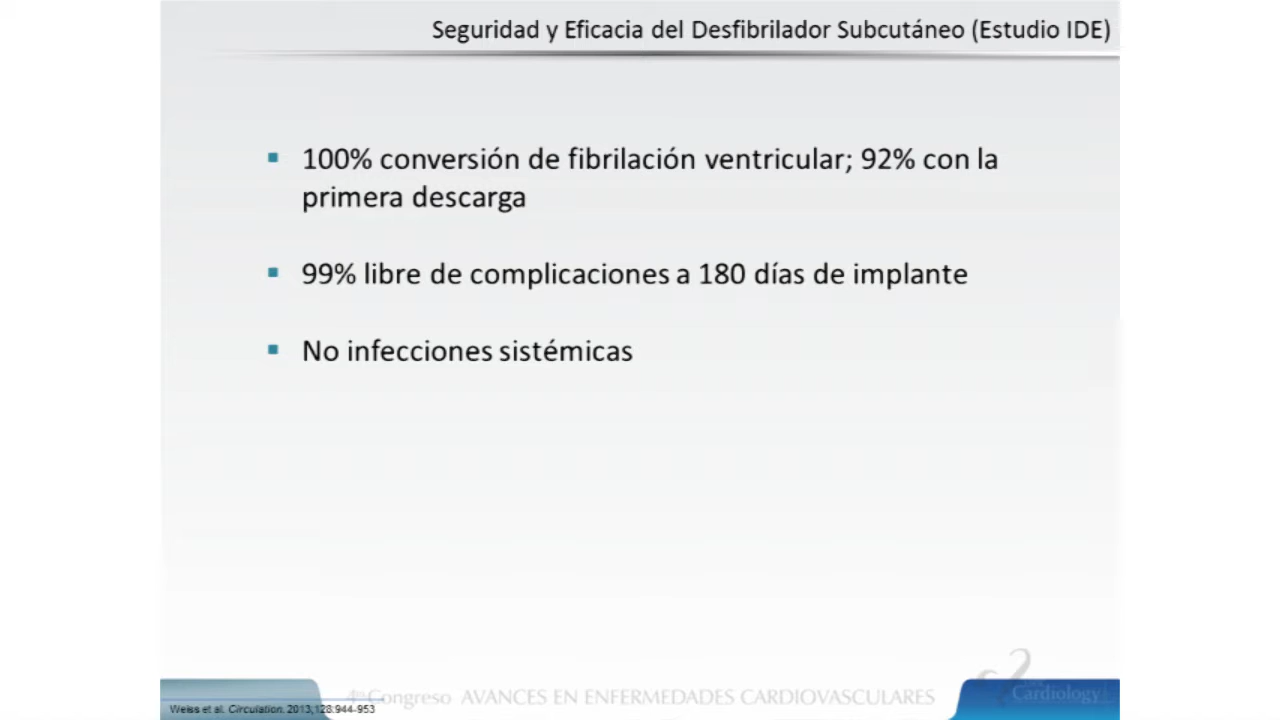 Seguridad y Eficacia del Desfibrilador Subcutáneo (Estudio IDE)
100% conversión de fibrilación ventricular; 92% con la
primera descarga
99% libre de complicaciones a 180 días de implante
No infecciones sistémicas
Weiss et al. Circulation. 2013;128:944-953
Congreso AVANCES EN ENFERMEDADES CARDIOVASCULARES
Cardiology